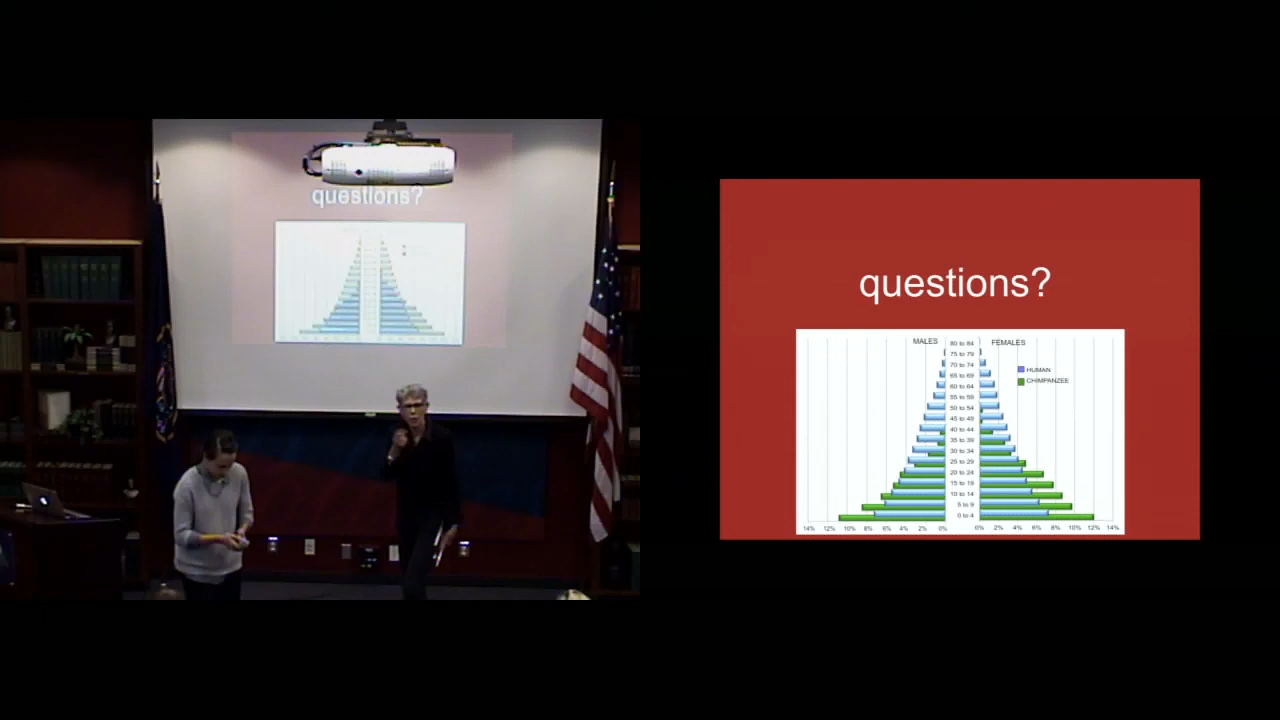 questions?
questions?
MALES
FEMALES
80 to 84
75 to 79
70 to 74
65 to 69
60 to 64
55 to 59
50 to 54
45 to 49
40 to 44
35 to 39
30 to 34
25 to 29
20 to 24
15 to 19
10 to 14
5 to 9
0 to 4
HUMAN
CHIMPANZEE
14% 12% 10% 8% 6% 4% 2% 0% 0% 2% 4% 6% 8% 10% 12% 14%